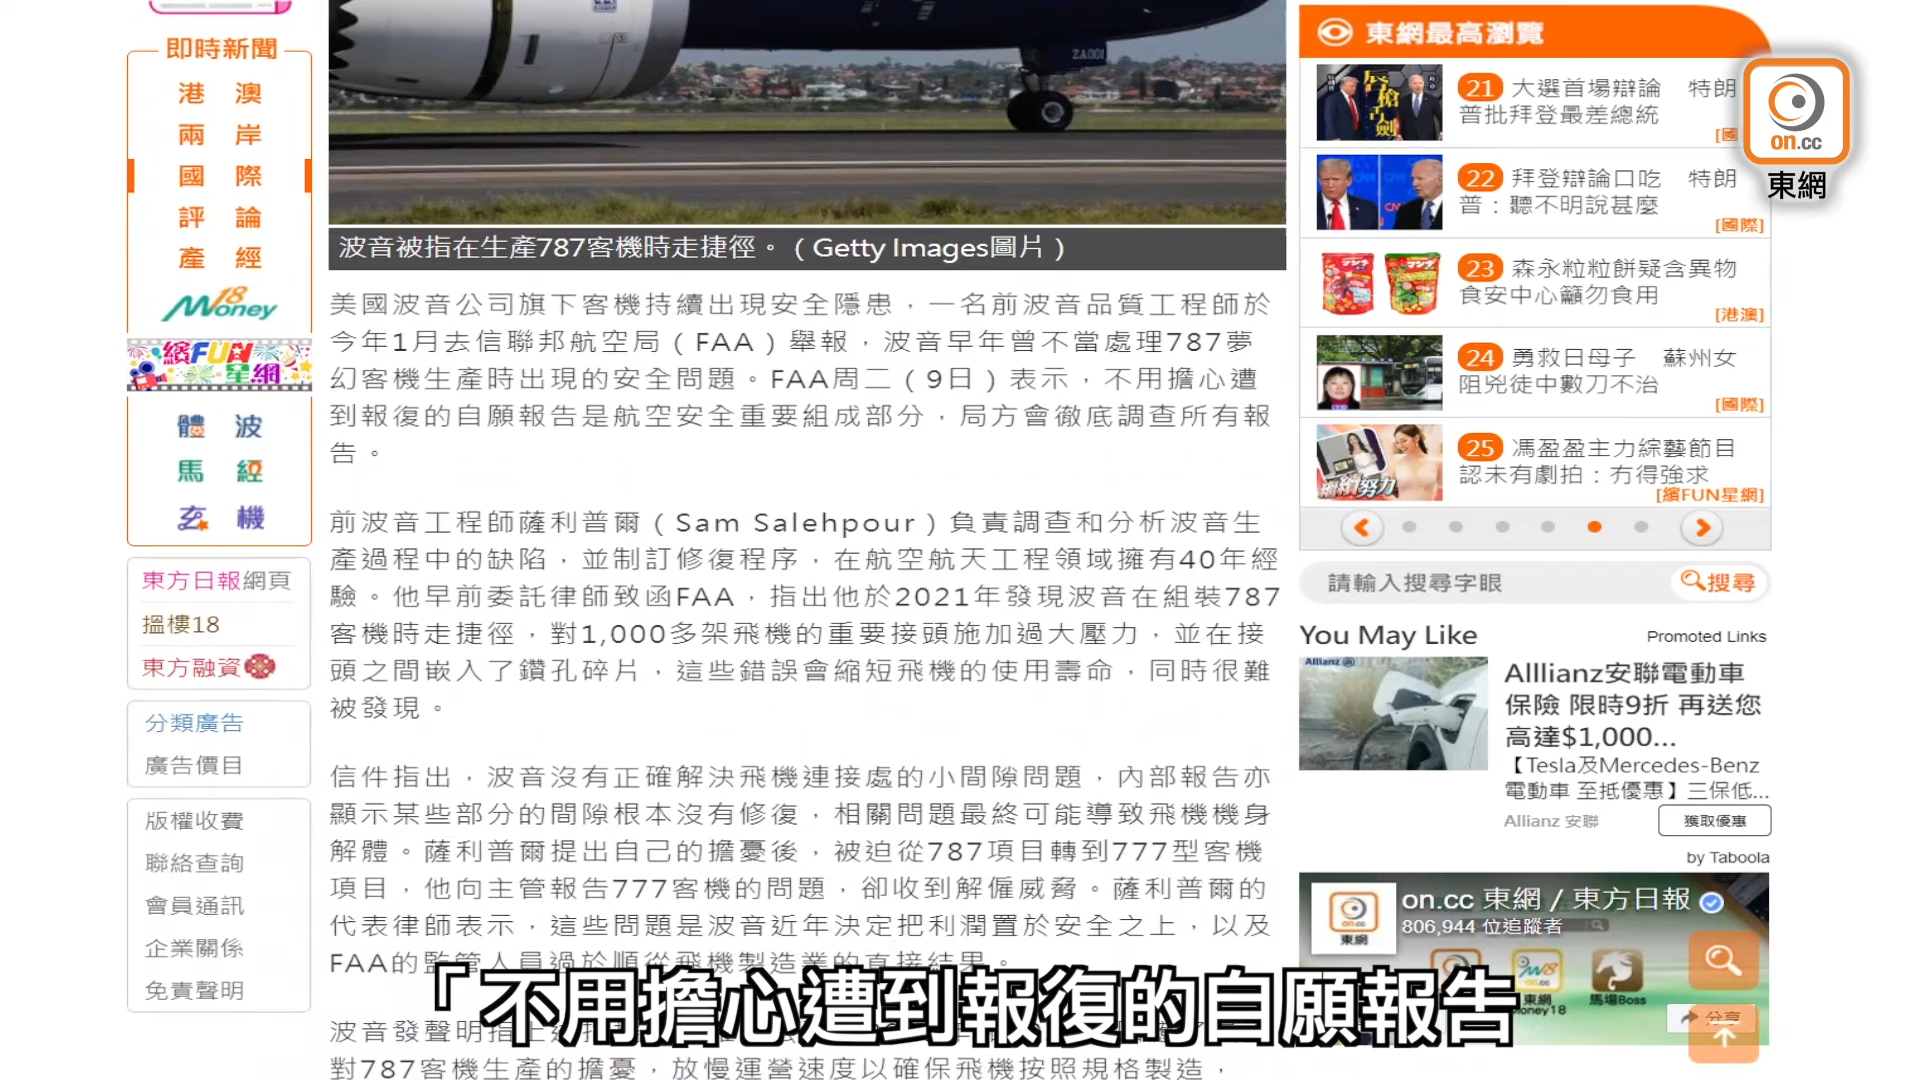 即時新聞
港 澳
兩 岸
國 際
評 論
產 經
18
Money
繽FUN
星網
體 波
馬 經
玄 機
東方日報網頁
搵樓18
東方融資
分類廣告
廣告價目
版權收費
聯絡查詢
會員通訊
企業關係
免責聲明
ZA001
波音被指在生產787客機時走捷徑。（Getty Images圖片）
美國波音公司旗下客機持續出現安全隱患，一名前波音品質工程師於
今年1月去信聯邦航空局（FAA）舉報，波音早年曾不當處理787夢
幻客機生產時出現的安全問題。FAA周二（9日）表示，不用擔心遭
到報復的自願報告是航空安全重要組成部分，局方會徹底調查所有報
告。
前波音工程師薩利普爾（Sam Salehpour）負責調查和分析波音生
產過程中的缺陷，並制訂修復程序，在航空航天工程領域擁有40年經
驗。他早前委託律師致函FAA，指出他於2021年發現波音在組裝787
客機時走捷徑，對1,000多架飛機的重要接頭施加過大壓力，並在接
頭之間嵌入了鑽孔碎片，這些錯誤會縮短飛機的使用壽命，同時很難
被發現。
信件指出，波音沒有正確解決飛機連接處的小間隙問題，內部報告亦
顯示某些部分的間隙根本沒有修復，相關問題最終可能導致飛機機身
解體。薩利普爾提出自己的擔憂後，被迫從787項目轉到777型客機
項目，他向主管報告777客機的問題，卻收到解僱威脅。薩利普爾的
代表律師表示，這些問題是波音近年決定把利潤置於安全之上，以及
FAA的監管人員過於順從飛機製造業的直接結果。
波音發聲明指
對787客機生產的擔憂，放慢運營速度以確保飛機按照規格製造，
「不用擔心遭到報復的自願報告
東網最高瀏覽
21 大選首場辯論 特朗
普批拜登最差總統
[國
22 拜登辯論口吃 特朗
普：聽不明說甚麼
[國際]
23 森永粒粒餅疑含異物
食安中心籲勿食用
[港澳]
24 勇救日母子 蘇州女
阻兇徒中數刀不治
[國際]
25 馮盈盈主力綜藝節目
認未有劇拍：冇得強求
[繽FUN星網]
on.cc
東網
請輸入搜尋字眼 搜尋
You May Like Promoted Links
Allianz
Alllianz安聯電動車
保險 限時9折 再送您
高達$1,000...
【Tesla及Mercedes-Benz
電動車 至抵優惠】三保低...
Allianz 安聯 獲取優惠
by Taboola
on.cc 東網 / 東方日報
806,944 位追蹤者
東網
東網
Money18
馬場Boss
分享